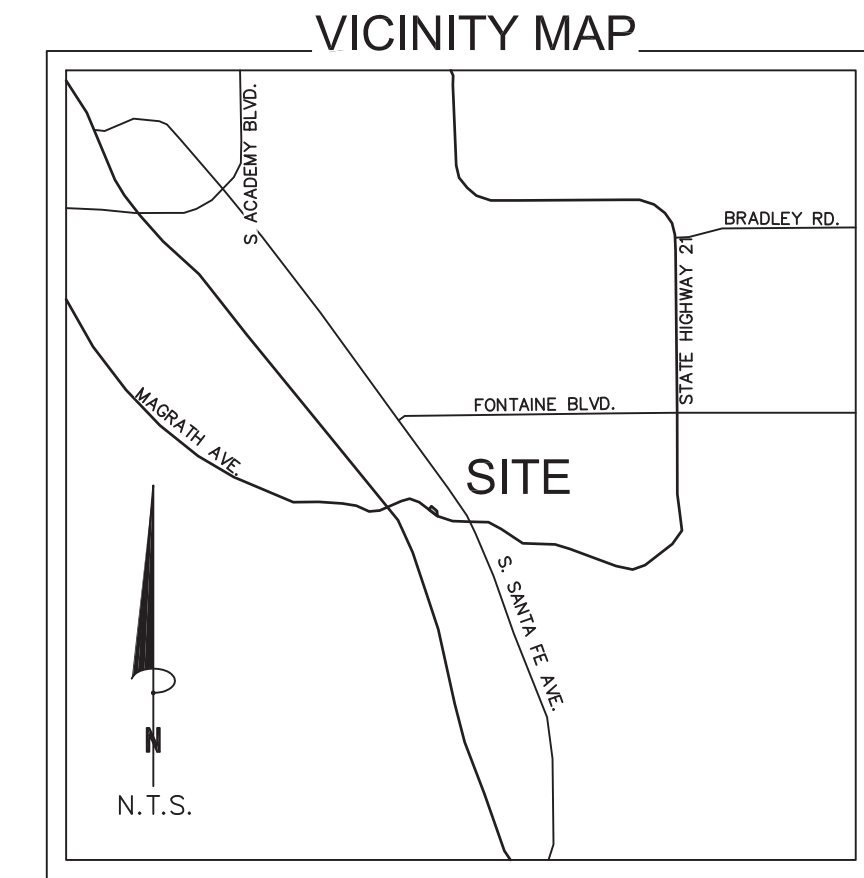 VICINITY MAP
S ACADEMY BLVD.
BRADLEY RD.
STATE HIGHWAY 21
MAGRATH AVE.
FONTAINE BLVD.
SITE
S. SANTA FE AVE.
N
N.T.S.